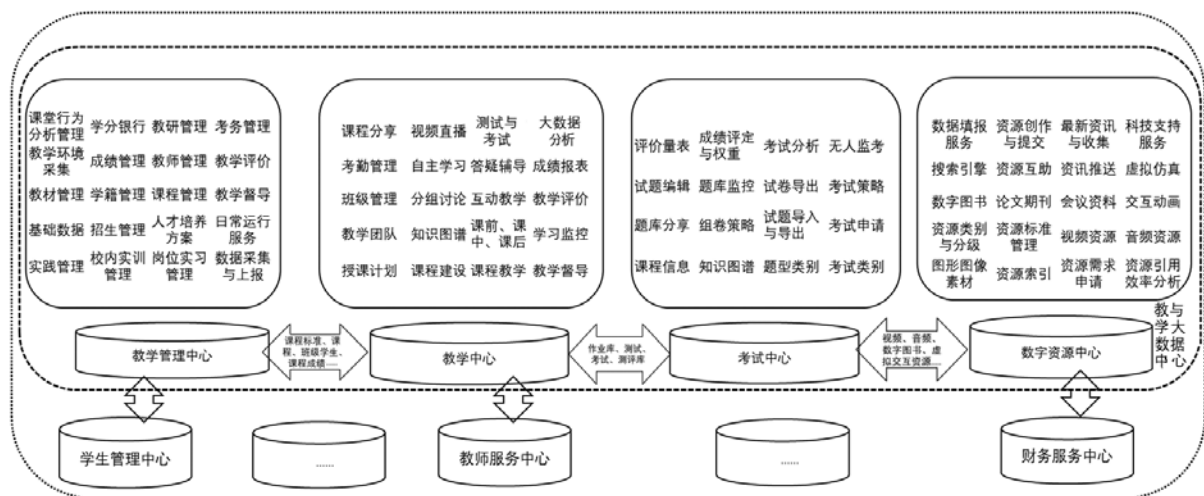 课堂行为分析管理 学分银行 教研管理 考务管理
教学环境采集 成绩管理 教师管理 教学评价
教材管理 学籍管理 课程管理 教学督导
基础数据 招生管理 人才培养方案 日常运行服务
实践管理 校内实训管理 岗位实习管理 数据采集与上报
课程分享 视频直播 测试与考试 大数据分析
考勤管理 自主学习 答疑辅导 成绩报表
班级管理 分组讨论 互动教学 教学评价
教学团队 知识图谱 课前、课中、课后 学习监控
授课计划 课程建设 课程教学 教学督导
评价量表 成绩评定与权重 考试分析 无人监考
试题编辑 题库监控 试卷导出 考试策略
题库分享 组卷策略 试题导入与导出 考试申请
课程信息 知识图谱 题型类别 考试类别
数据填报服务 资源创作与提交 最新资讯与收集 科技支持服务
搜索引擎 资源互助 资讯推送 虚拟仿真
数字图书 论文期刊 会议资料 交互动画
资源类别与分级 资源标准管理 视频资源 音频资源
图形图像素材 资源索引 资源需求申请 资源引用效率分析
教学管理中心
课程标准、课
程、班级学生、
课程成绩……
教学中心
作业库、测试、
考试、测评库
考试中心
视频、音频、
数字图书、虚
拟交互资源……
数字资源中心
教与学大数据中心
学生管理中心
……
教师服务中心
……
财务服务中心